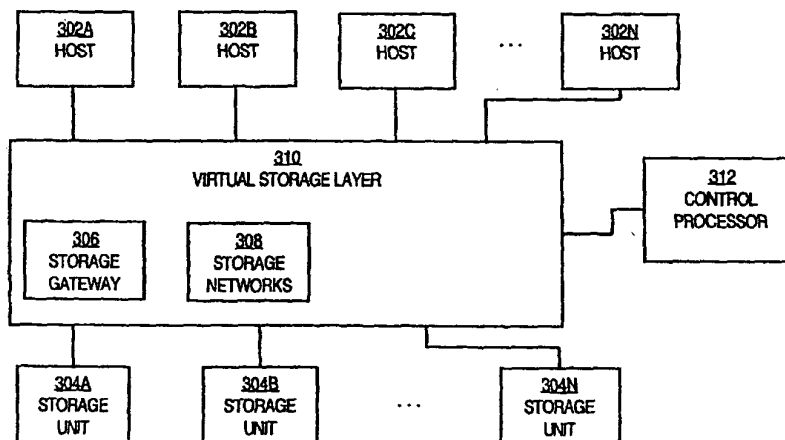 302A
HOST
302B
HOST
302C
HOST
...
302N
HOST
310
VIRTUAL STORAGE LAYER
312
CONTROL
PROCESSOR
306
STORAGE
GATEWAY
308
STORAGE
NETWORKS
304A
STORAGE
UNIT
304B
STORAGE
UNIT
...
304N
STORAGE
UNIT